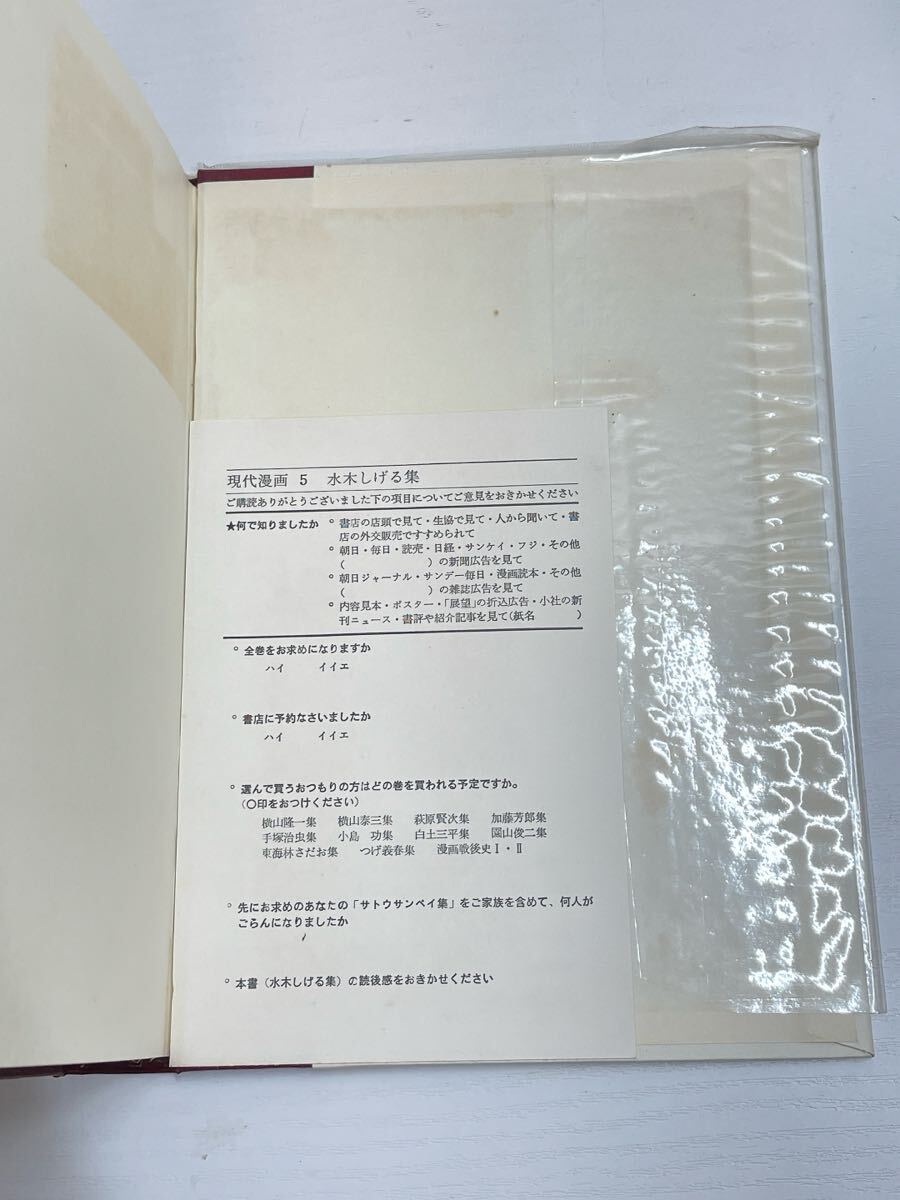 現代漫画 5 水木しげる集
ご購読ありがとうございました下の項目についてご意見をおきかせください
★何で知りましたか
○ 書店の店頭で見て・生協で見て・人から聞いて・書
店の外交販売ですすめられて
○ 朝日・毎日・読売・日経・サンケイ・フジ・その他
( )の新聞広告を見て
○ 朝日ジャーナル・サンデー毎日・漫画読本・その他
( )の雑誌広告を見て
○ 内容見本・ポスター・「展望」の折込広告・小社の新
刊ニュース・書評や紹介記事を見て(紙名 )
○ 全巻をお求めになりますか
ハイ イイエ
○ 書店に予約なさいましたか
ハイ イイエ
○ 選んで買うおつもりの方はどの巻を買われる予定ですか。
(○印をおつけください)
横山隆一集 横山泰三集 萩原賢次集 加藤芳郎集
手塚治虫集 小島 功集 白土三平集 園山俊二集
東海林さだお集 つげ義春集 漫画戦後史Ⅰ・Ⅱ
○ 先にお求めのあなたの「サトウサンペイ集」をご家族を含めて、何人が
ごらんになりましたか
○ 本書(水木しげる集)の読後感をおきかせください